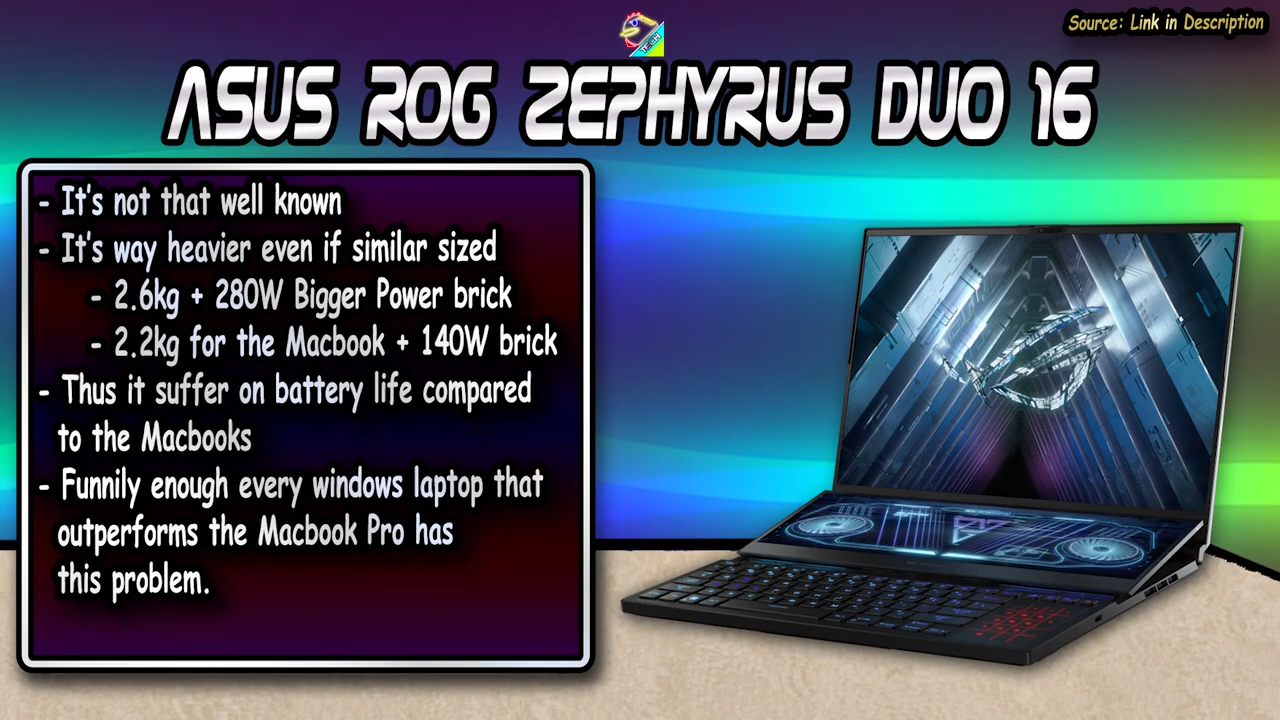 Source: Link in Description
TECH
ASUS ROG ZEPHYRUS DUO 16
- It's not that well known
- It's way heavier even if similar sized
- 2.6kg + 280W Bigger Power brick
- 2.2kg for the Macbook + 140W brick
- Thus it suffer on battery life compared
to the Macbooks
- Funnily enough every windows laptop that
outperforms the Macbook Pro has
this problem.